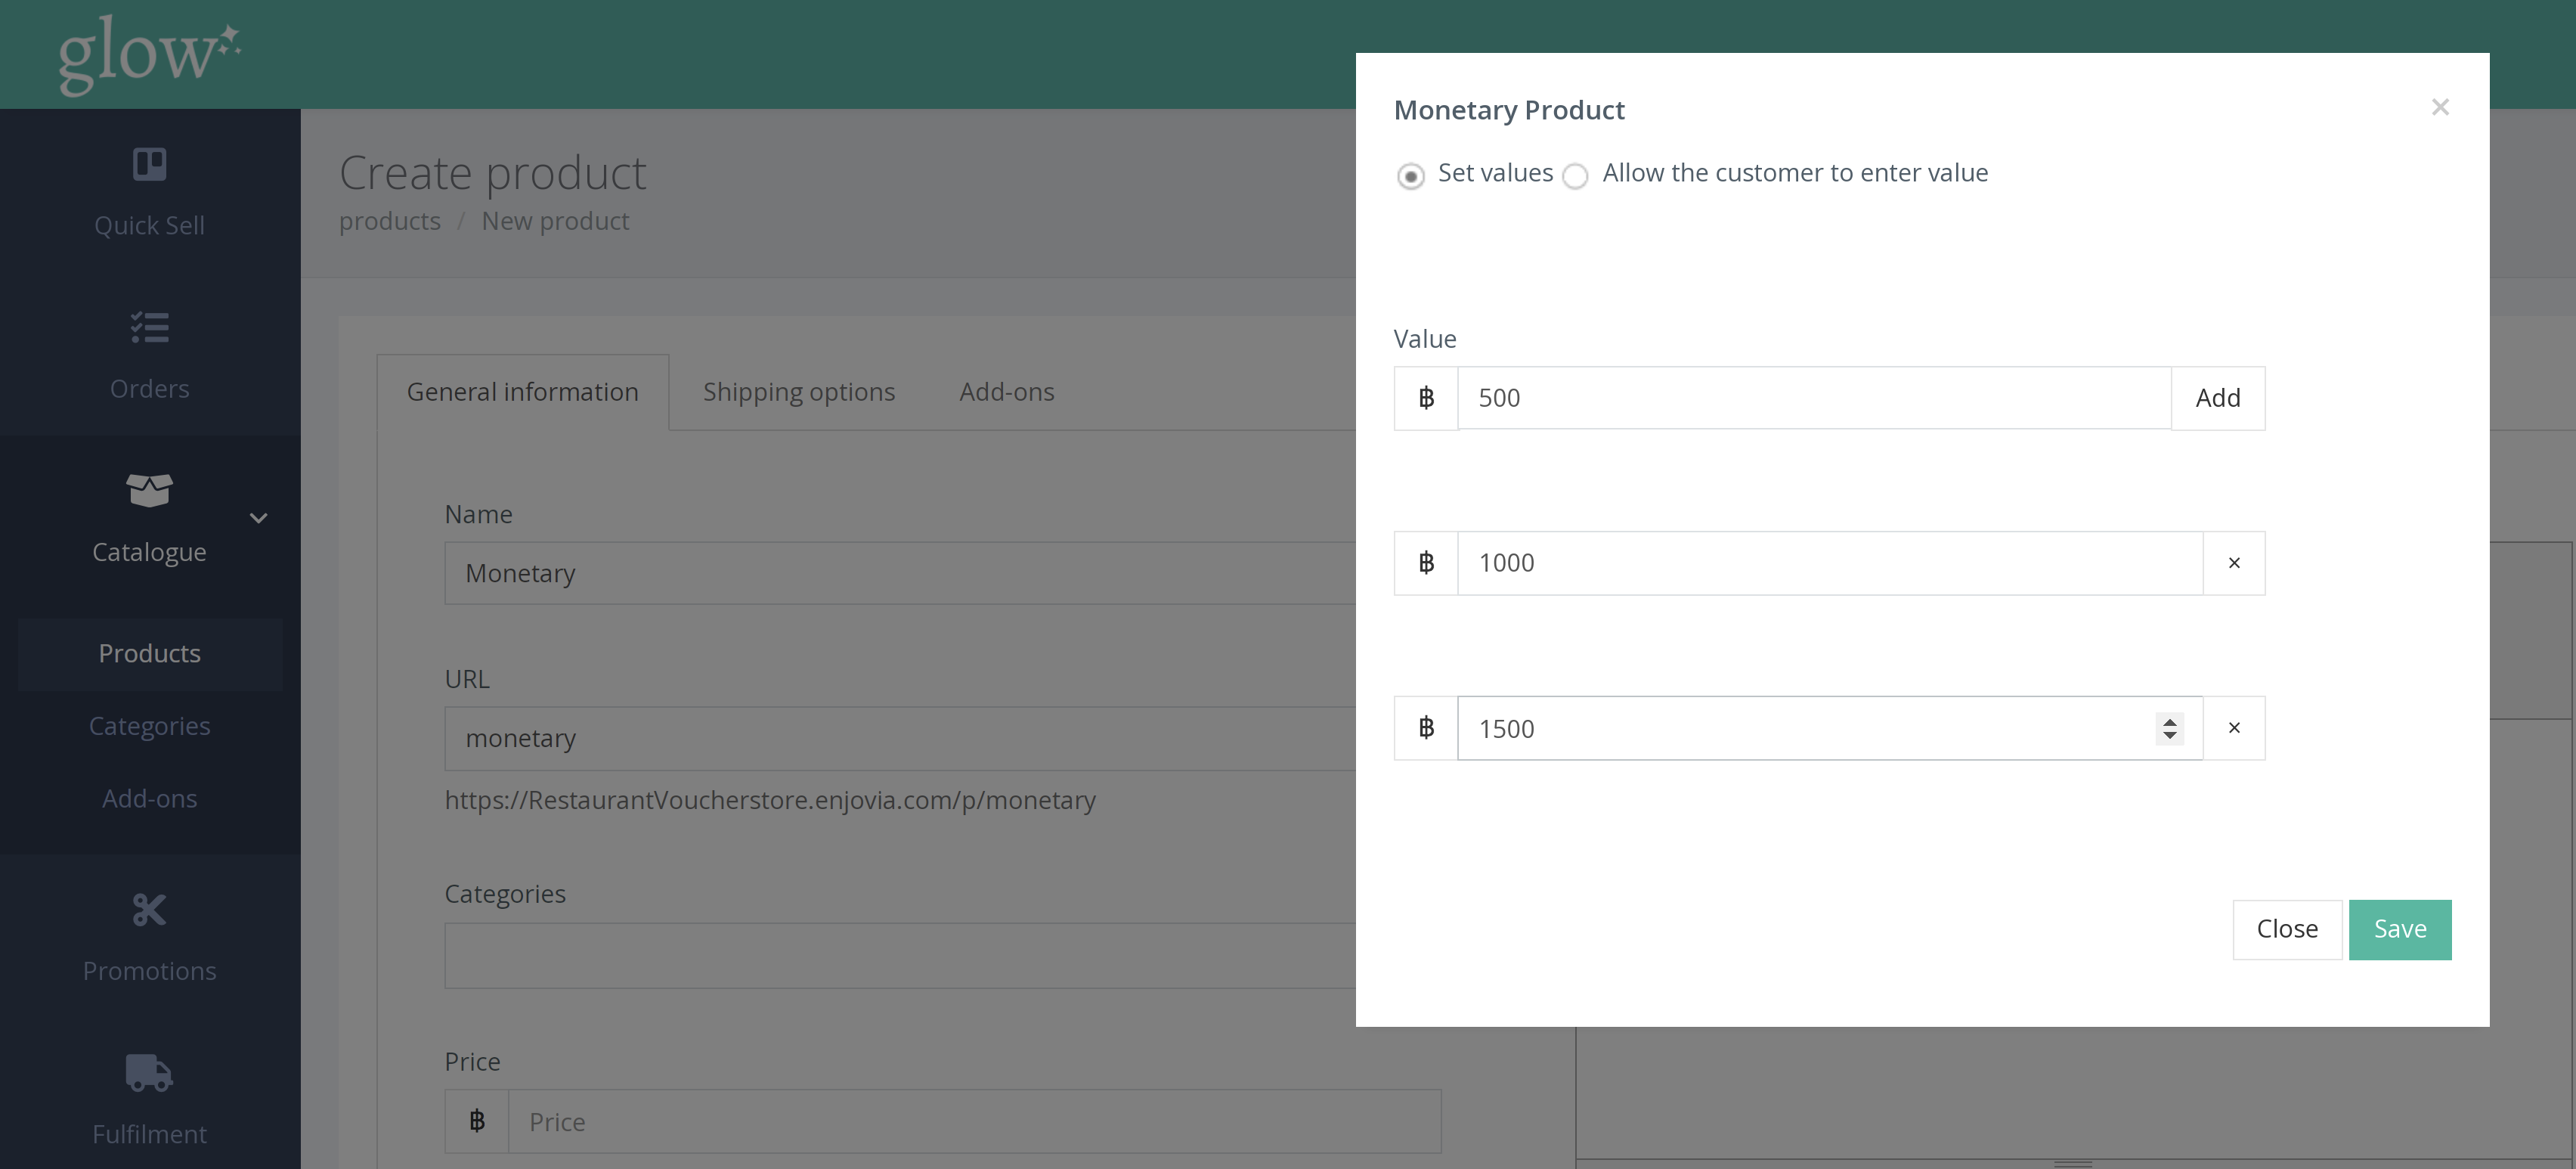 glow
Quick Sell
Orders
Catalogue
Products
Categories
Add-ons
Promotions
Fulfilment
Create product
products / New product
General information
Shipping options
Add-ons
Name
Monetary
URL
monetary
https://RestaurantVoucherstore.enjovia.com/p/monetary
Categories
Price
฿ Price
Monetary Product ×
Set values Allow the customer to enter value
Value
฿ 500 Add
฿ 1000 ×
฿ 1500 ×
Close Save